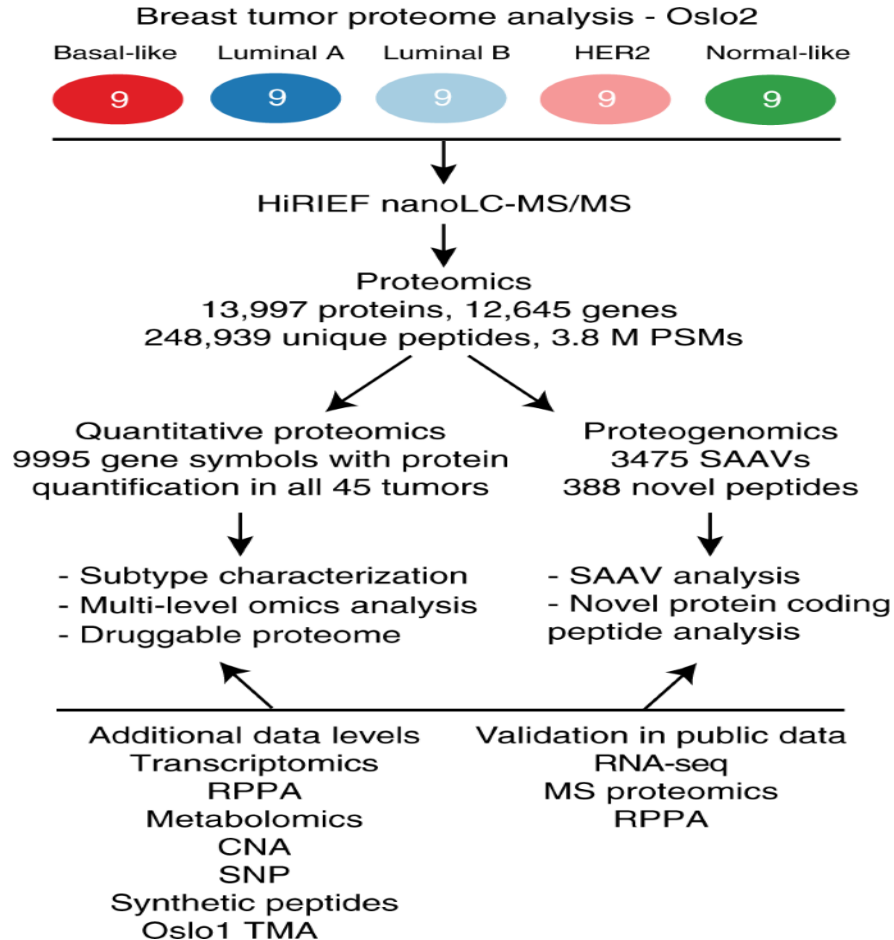 Breast tumor proteome analysis - Oslo2
Basal-like Luminal A Luminal B HER2 Normal-like
9 9 9 9 9
HiRIEF nanoLC-MS/MS
Proteomics
13,997 proteins, 12,645 genes
248,939 unique peptides, 3.8 M PSMs
Quantitative proteomics
9995 gene symbols with protein
quantification in all 45 tumors
Proteogenomics
3475 SAAVs
388 novel peptides
- Subtype characterization
- Multi-level omics analysis
- Druggable proteome
- SAAV analysis
- Novel protein coding
peptide analysis
Additional data levels
Transcriptomics
RPPA
Metabolomics
CNA
SNP
Synthetic peptides
Oslo1 TMA
Validation in public data
RNA-seq
MS proteomics
RPPA